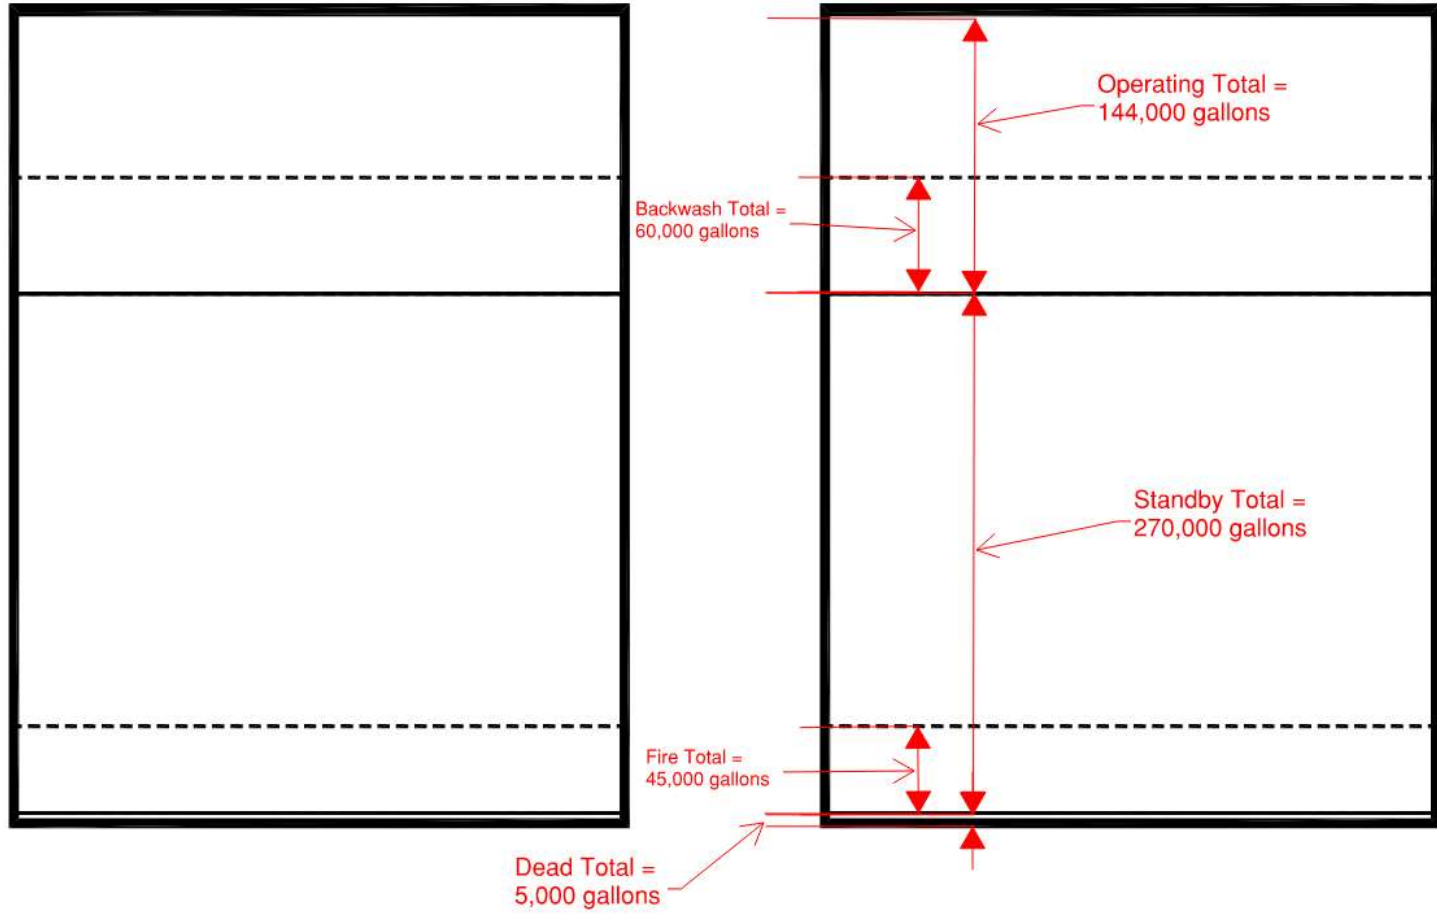 Operating Total =
144,000 gallons
Backwash Total =
60,000 gallons
Standby Total =
270,000 gallons
Fire Total =
45,000 gallons
Dead Total =
5,000 gallons